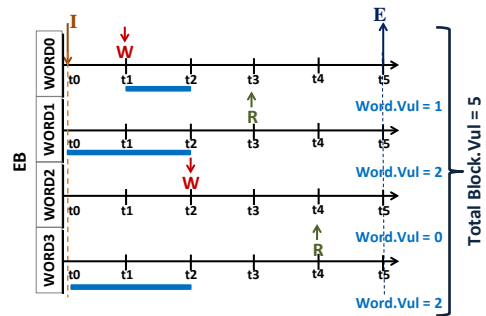 I
E
EB
WORD0
W
t0 t1 t2 t3 t4 t5
Word.Vul = 1
WORD1
R
t0 t1 t2 t3 t4 t5
Word.Vul = 2
WORD2
W
t0 t1 t2 t3 t4 t5
Word.Vul = 0
WORD3
R
t0 t1 t2 t3 t4 t5
Word.Vul = 2
Total Block.Vul = 5